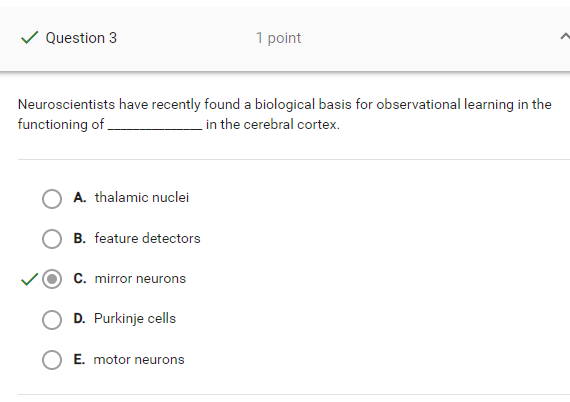 Question 3 1 point
Neuroscientists have recently found a biological basis for observational learning in the
functioning of _______________ in the cerebral cortex.
A. thalamic nuclei
B. feature detectors
C. mirror neurons
D. Purkinje cells
E. motor neurons